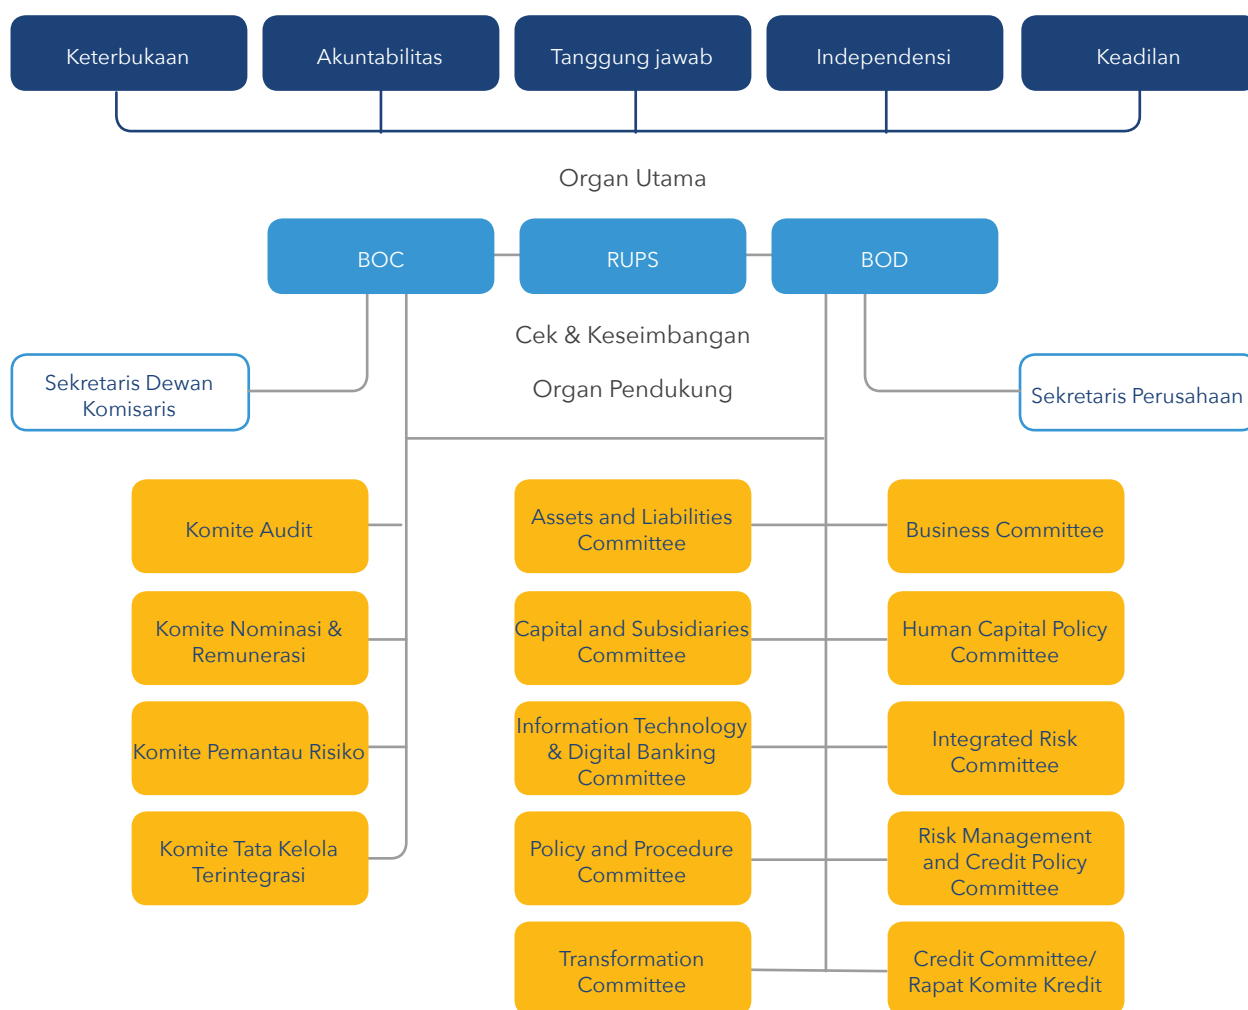 Keterbukaan
Akuntabilitas
Tanggung jawab
Independensi
Keadilan
Organ Utama
BOC
RUPS
BOD
Cek & Keseimbangan
Organ Pendukung
Sekretaris Dewan
Komisaris
Sekretaris Perusahaan
Komite Audit
Assets and Liabilities
Committee
Business Committee
Komite Nominasi &
Remunerasi
Capital and Subsidiaries
Committee
Human Capital Policy
Committee
Komite Pemantau Risiko
Information Technology
& Digital Banking
Committee
Integrated Risk
Committee
Komite Tata Kelola
Terintegrasi
Policy and Procedure
Committee
Risk Management
and Credit Policy
Committee
Transformation
Committee
Credit Committee/
Rapat Komite Kredit